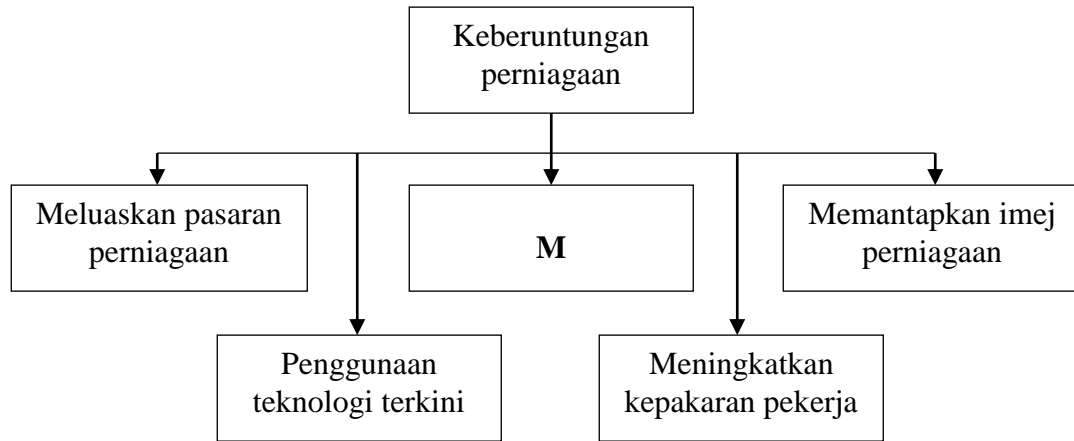 Keberuntungan
perniagaan
Meluaskan pasaran
perniagaan
M
Memantapkan imej
perniagaan
Penggunaan
teknologi terkini
Meningkatkan
kepakaran pekerja